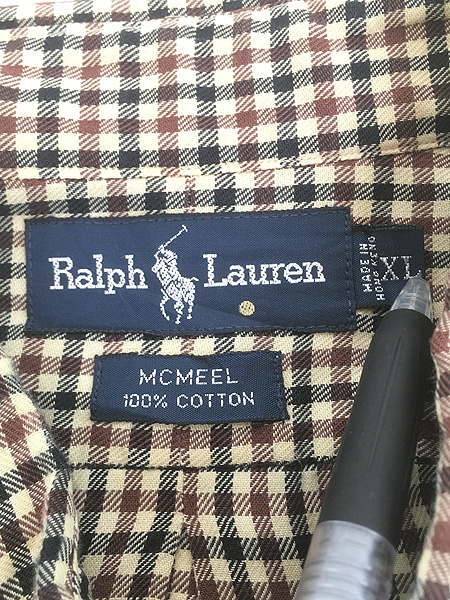 Ralph Lauren
MADE IN
HONG KONG
XL
MCMEEL
100% COTTON